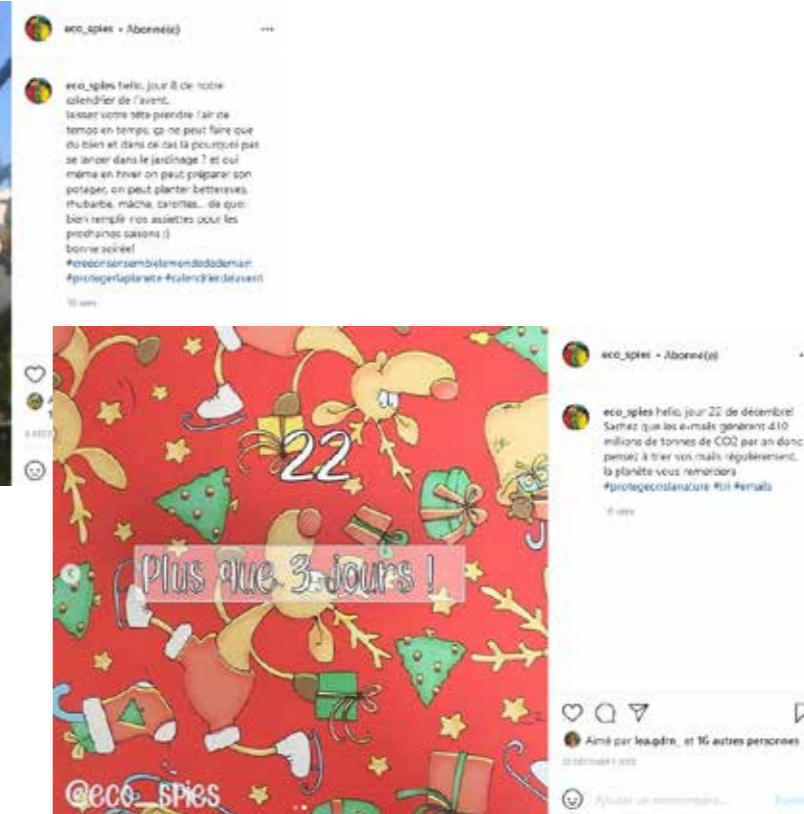 eco_spies • Abonné(e)
eco_spies hello, jour 8 de notre
calendrier de l'avent.
laisser votre tête prendre l'air de
temps en temps, ça ne peut faire que
du bien et dans ce cas là pourquoi pas
se lancer dans le jardinage ? et oui
même en hiver on peut préparer son
potager, on peut planter betteraves,
rhubarbe, mâche, carottes... de quoi
bien remplir nos assiettes pour les
prochaines saisons :)
bonne soirée!
#protegerlaplanete #calendrierdelavent
22
Plus que 3 jours !
@eco_spies
eco_spies • Abonné(e)
eco_spies hello, jour 22 de décembre!
Sachez que les e-mails génèrent 410
millions de tonnes de CO2 par an donc
pensez à trier vos mails régulièrement,
la planète vous remerciera
#protegeonslanature #tri #emails
Aimé par lea.gdrn_ et 16 autres personnes